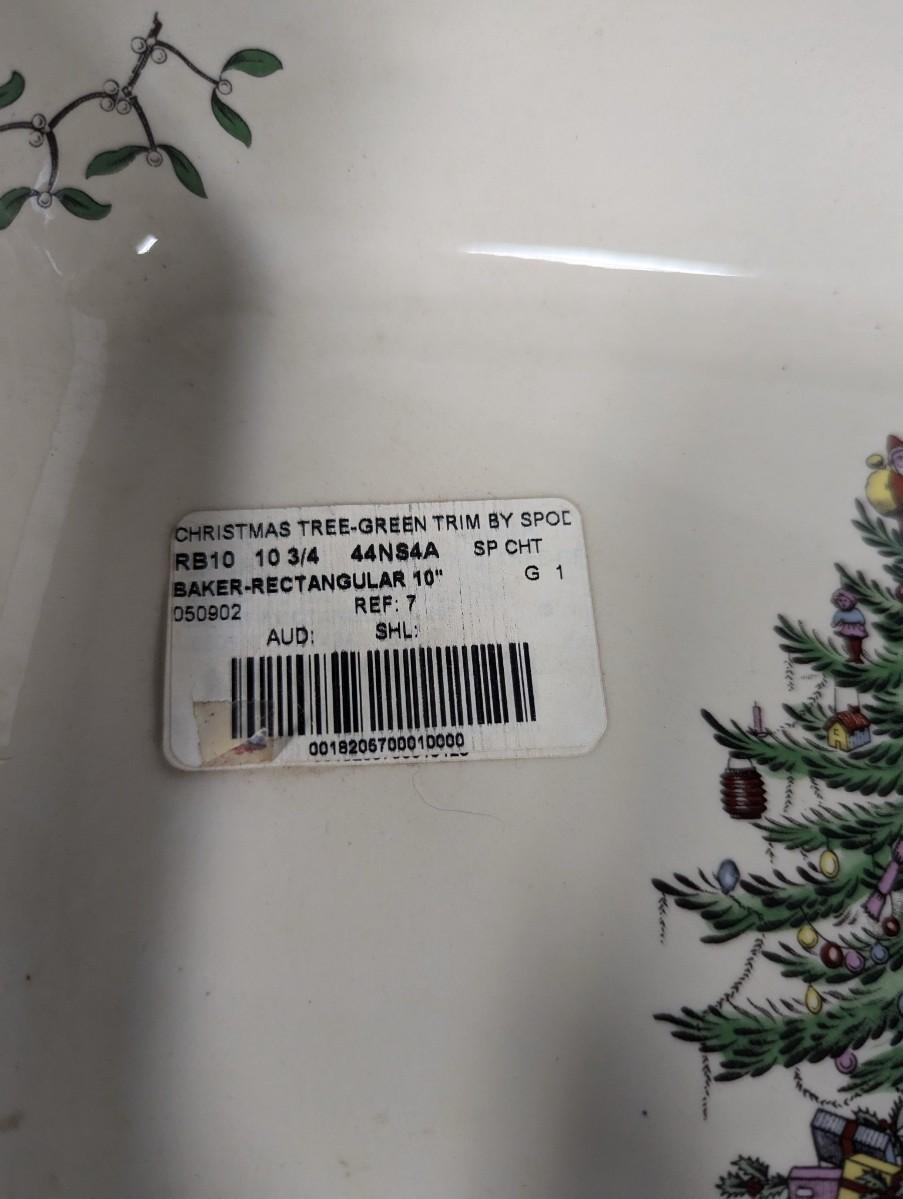 CHRISTMAS TREE-GREEN TRIM BY SPOD
RB10 10 3/4 44NS4A SP CHT
BAKER-RECTANGULAR 10" G 1
050902 REF: 7
AUD: SHL:
0018205700010000